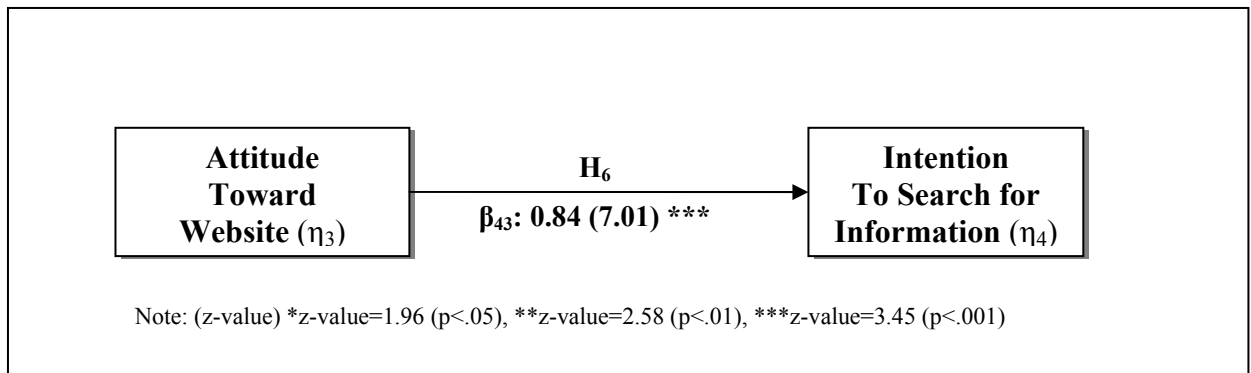 Attitude
Toward
Website (η₃)
H₆
β₄₃: 0.84 (7.01) ***
Intention
To Search for
Information (η₄)
Note: (z-value) *z-value=1.96 (p<.05), **z-value=2.58 (p<.01), ***z-value=3.45 (p<.001)